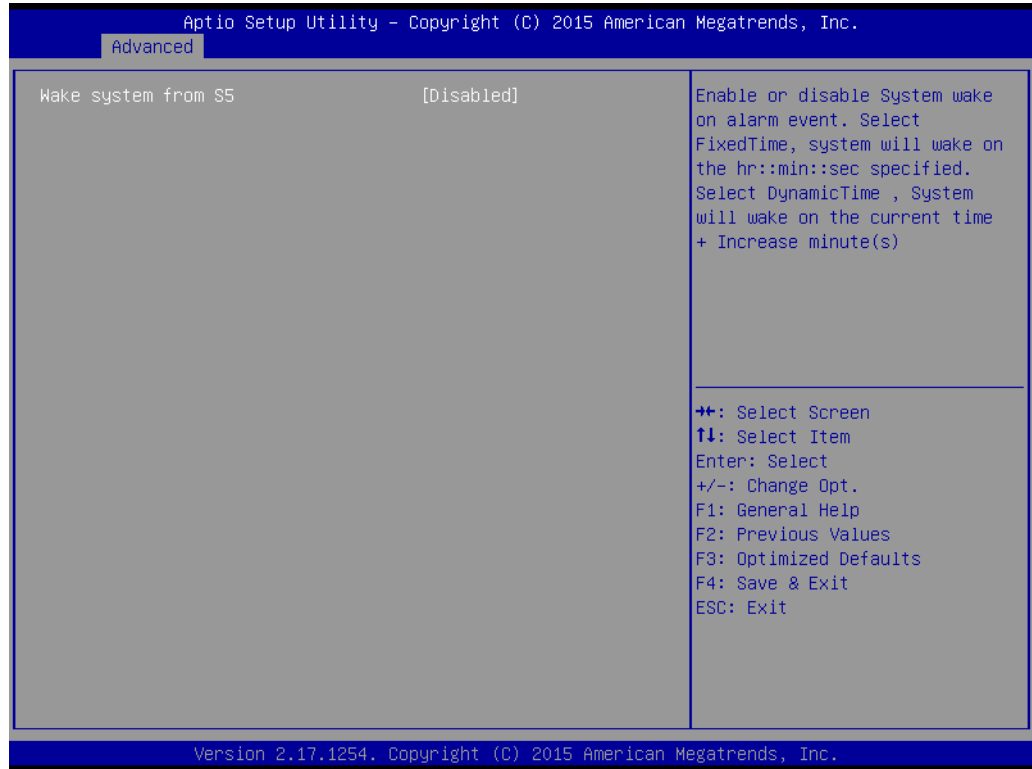 Aptio Setup Utility – Copyright (C) 2015 American Megatrends, Inc.
Advanced
Wake system from S5 [Disabled]
Enable or disable System wake
on alarm event. Select
FixedTime, system will wake on
the hr::min::sec specified.
Select DynamicTime , System
will wake on the current time
+ Increase minute(s)
→←: Select Screen
↑↓: Select Item
Enter: Select
+/-: Change Opt.
F1: General Help
F2: Previous Values
F3: Optimized Defaults
F4: Save & Exit
ESC: Exit
Version 2.17.1254. Copyright (C) 2015 American Megatrends, Inc.